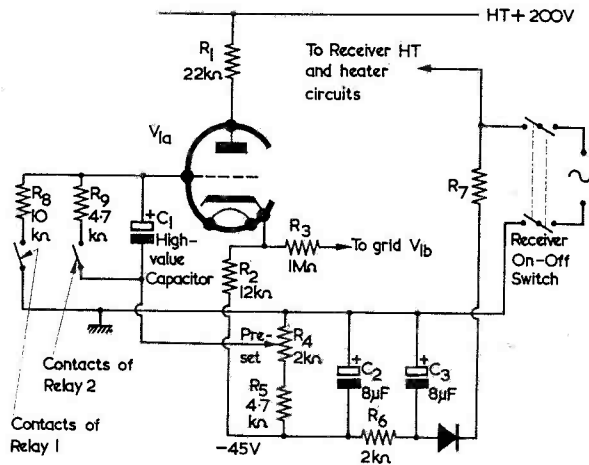 HT+200V
R1
22kΩ
To Receiver HT
and heater
circuits
V1a
R7
R8
10
kΩ
R9
4·7
kΩ
+
C1
High-
value
Capacitor
R3
1MΩ
To grid V1b
Receiver
On-Off
Switch
R2
12kΩ
Pre-
set
R4
2kΩ
Contacts of
Relay 2
+
C2
8μF
+
C3
8μF
R5
4·7
kΩ
Contacts of
Relay 1
R6
2kΩ
-45V